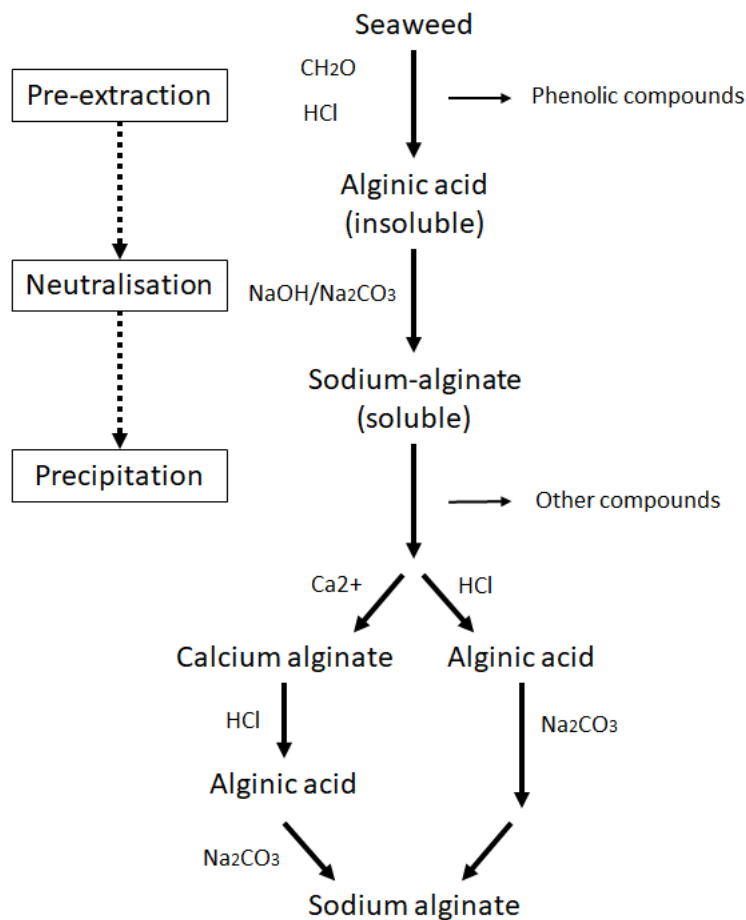 Seaweed
CH₂O
Pre-extraction
Phenolic compounds
HCl
Alginic acid
(insoluble)
Neutralisation
NaOH/Na₂CO₃
Sodium-alginate
(soluble)
Precipitation
Other compounds
Ca2+
HCl
Calcium alginate
Alginic acid
HCl
Na₂CO₃
Alginic acid
Na₂CO₃
Sodium alginate